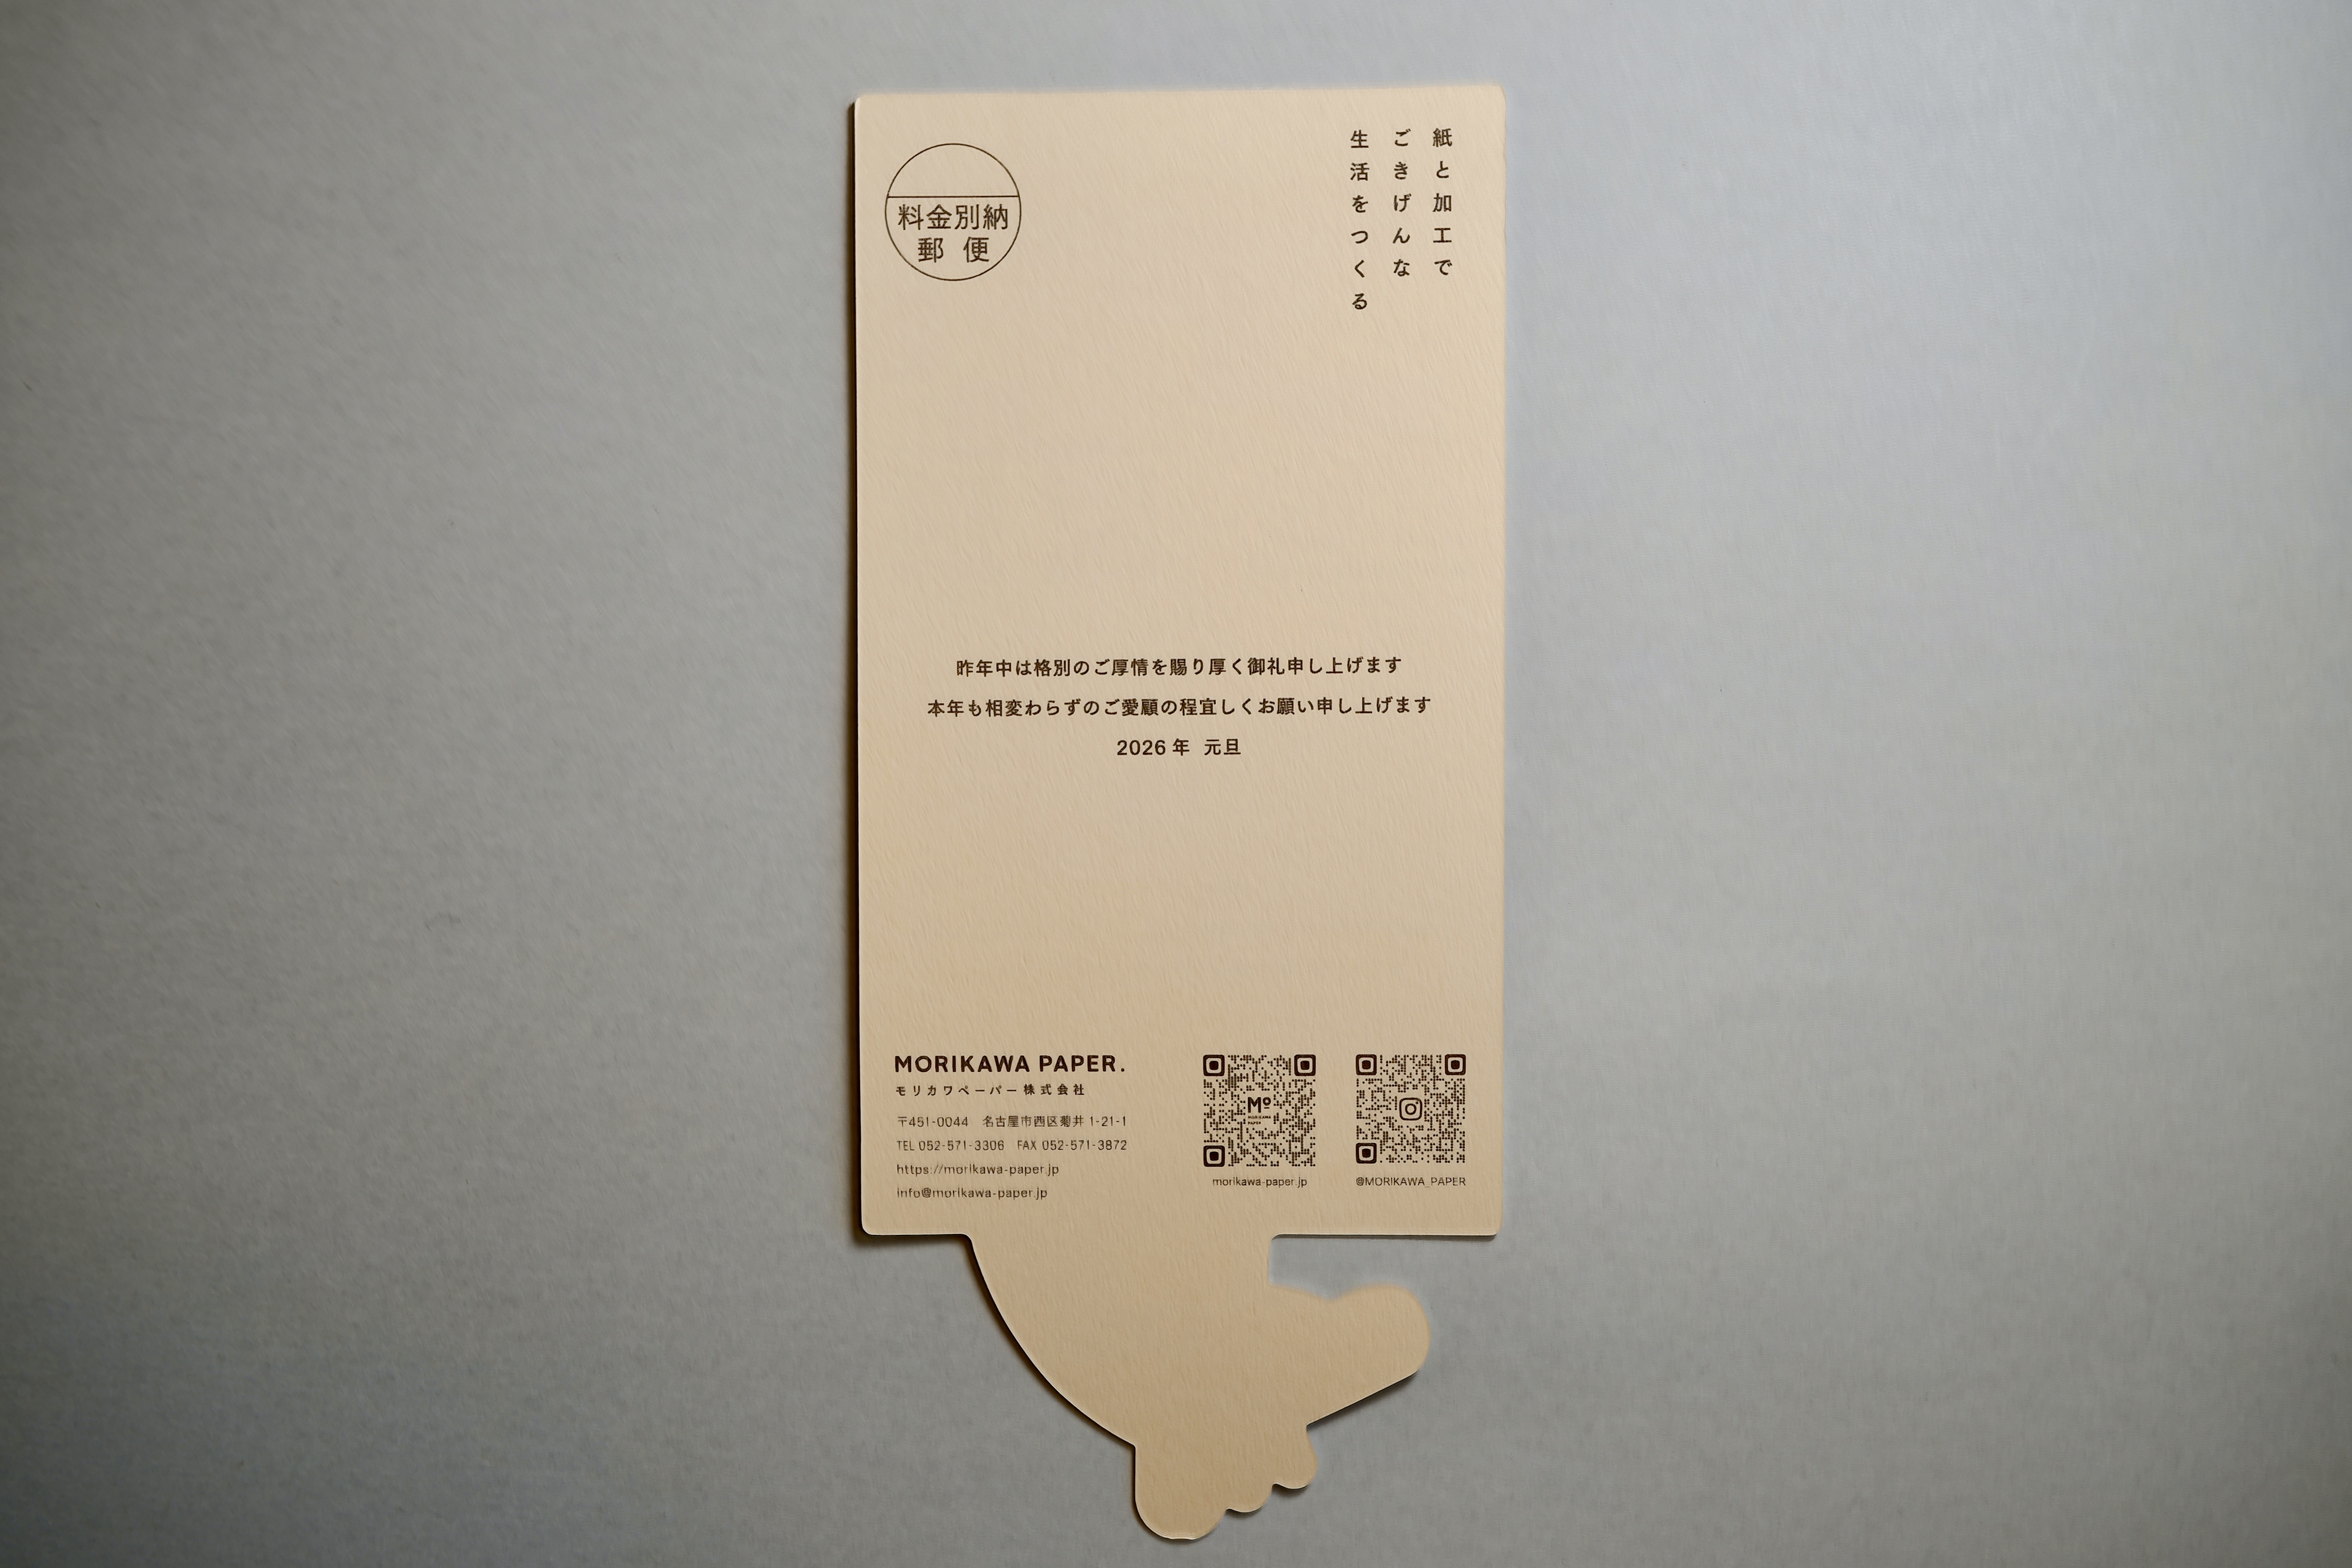 紙と加工で
ごきげんな
生活をつくる
料金別納
郵便
昨年中は格別のご厚情を賜り厚く御礼申し上げます
本年も相変わらずのご愛顧の程宜しくお願い申し上げます
2026年 元旦
MORIKAWA PAPER.
モリカワペーパー株式会社
〒451-0044 名古屋市西区菊井1-21-1
TEL 052-571-3306 FAX 052-571-3872
https://morikawa-paper.jp
info@morikawa-paper.jp
Mo
MORIKAWA
PAPER
morikawa-paper.jp
@MORIKAWA_PAPER